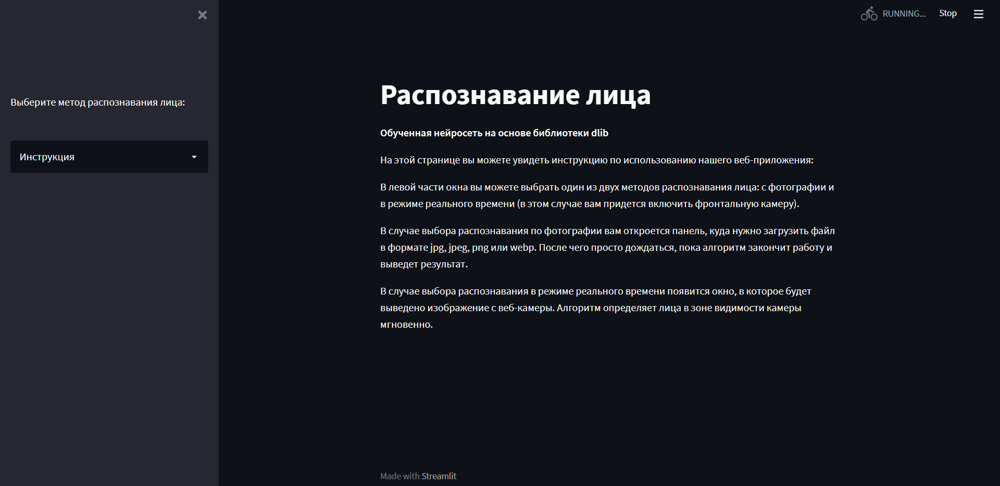 RUNNING...
Stop
Выберите метод распознавания лица:
Инструкция
Распознавание лица
Обученная нейросеть на основе библиотеки dlib
На этой странице вы можете увидеть инструкцию по использованию нашего веб-приложения:
В левой части окна вы можете выбрать один из двух методов распознавания лица: с фотографии и
в режиме реального времени (в этом случае вам придется включить фронтальную камеру).
В случае выбора распознавания по фотографии вам откроется панель, куда нужно загрузить файл
в формате jpg, jpeg, png или webp. После чего просто дождаться, пока алгоритм закончит работу и
выведет результат.
В случае выбора распознавания в режиме реального времени появится окно, в которое будет
выведено изображение с веб-камеры. Алгоритм определяет лица в зоне видимости камеры
мгновенно.
Made with Streamlit